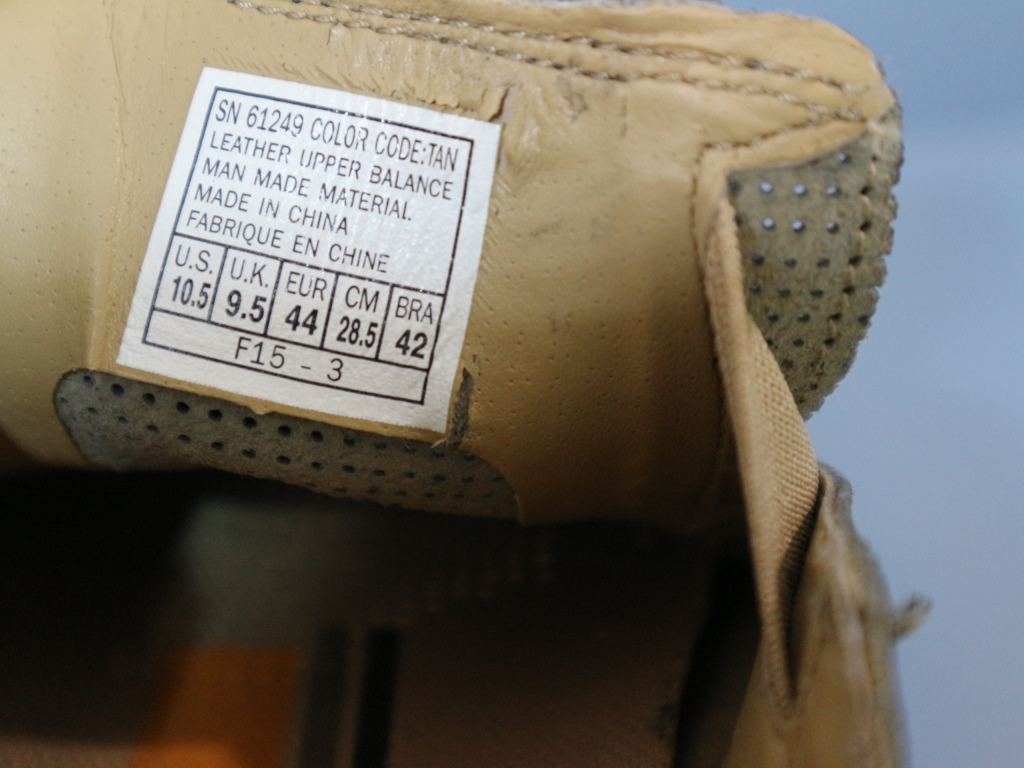 SN 61249 COLOR CODE:TAN
LEATHER UPPER BALANCE
MAN MADE MATERIAL
MADE IN CHINA
FABRIQUE EN CHINE
U.S. U.K. EUR CM BRA
10.5 9.5 44 28.5 42
F15 - 3